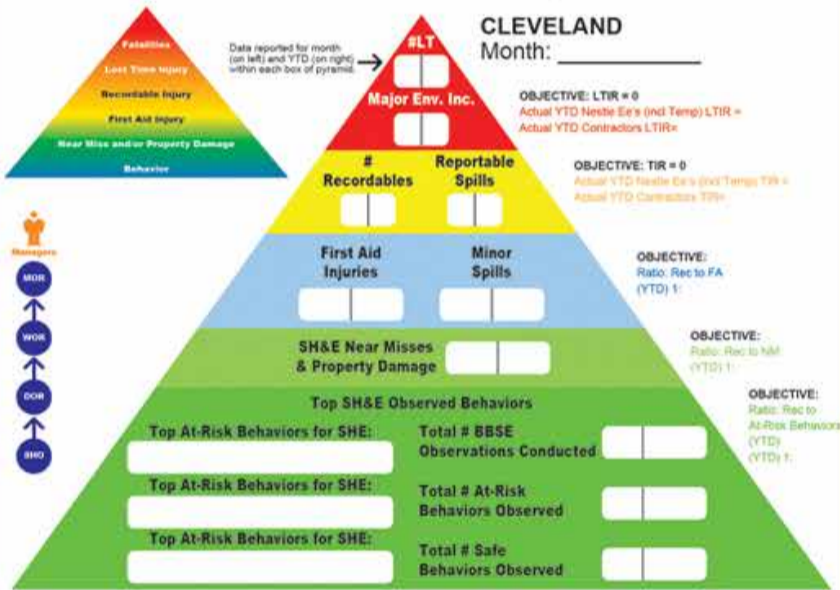 Fatalities
Lost Time Injury
Recordable Injury
First Aid Injury
Near Miss and/or Property Damage
Behavior
Data reported for month
(on left) and YTD (on right)
within each box of pyramid.
CLEVELAND
Month:
#LT
Major Env. Inc.
OBJECTIVE: LTIR = 0
Actual YTD Nestle Ee's (incl Temp) LTIR =
Actual YTD Contractors LTIR=
#
Recordables
Reportable
Spills
OBJECTIVE: TIR = 0
Actual YTD Nestle Ee's (incl Temp) TIR =
Actual YTD Contractors TIR=
Managers
MOR
WOR
DOR
SHO
First Aid
Injuries
Minor
Spills
OBJECTIVE:
Ratio: Rec to FA
(YTD) 1:
SH&E Near Misses
& Property Damage
OBJECTIVE:
Ratio: Rec to NM
(YTD) 1:
Top SH&E Observed Behaviors
OBJECTIVE:
Ratio: Rec to
At-Risk Behaviors
(YTD)
(YTD) 1:
Top At-Risk Behaviors for SHE:
Total # BBSE
Observations Conducted
Top At-Risk Behaviors for SHE:
Total # At-Risk
Behaviors Observed
Top At-Risk Behaviors for SHE:
Total # Safe
Behaviors Observed